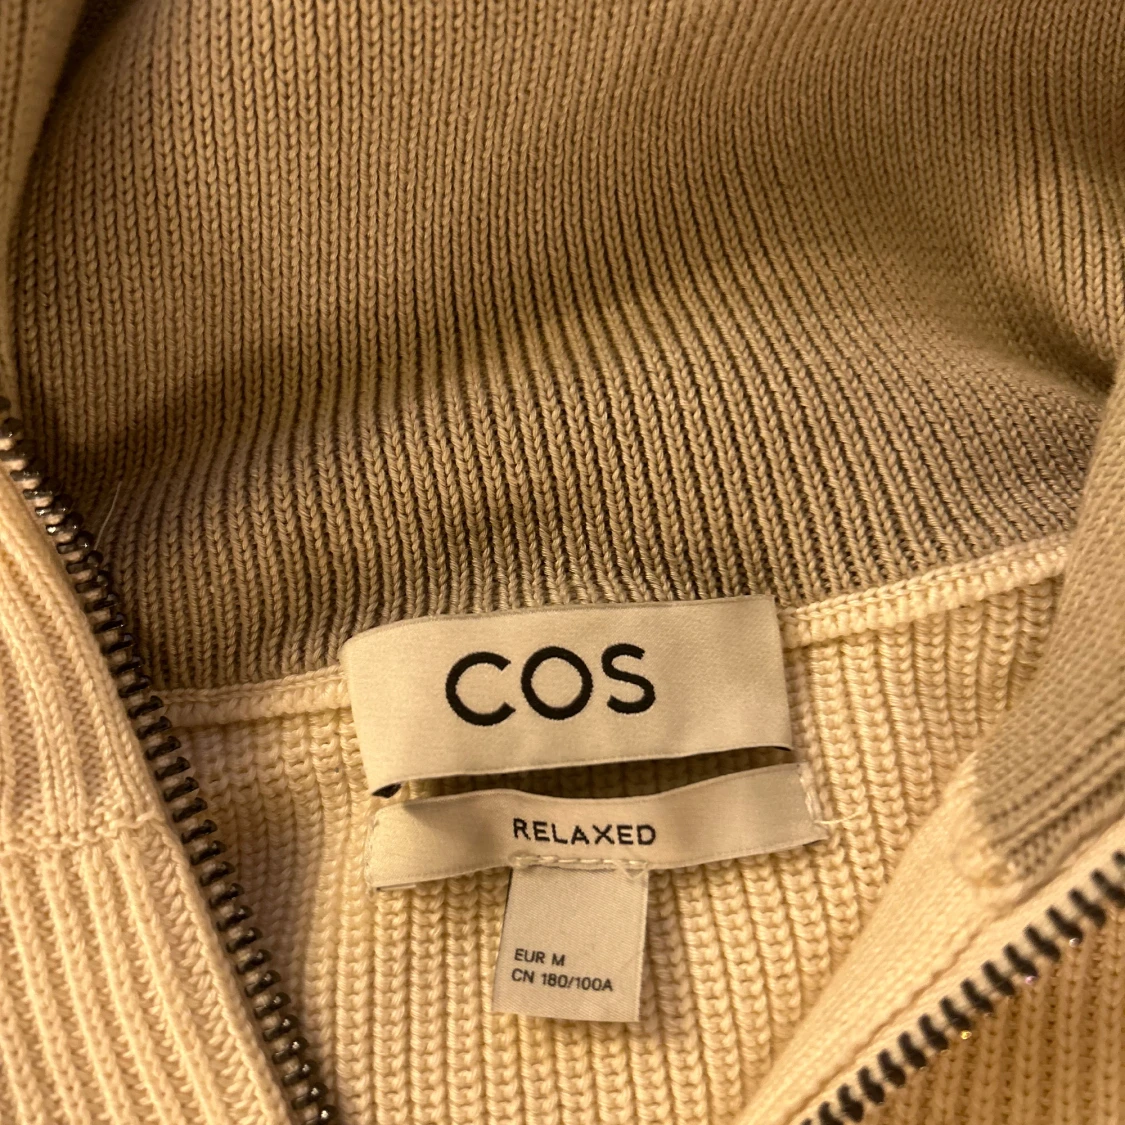 COS
RELAXED
EUR M
CN 180/100A